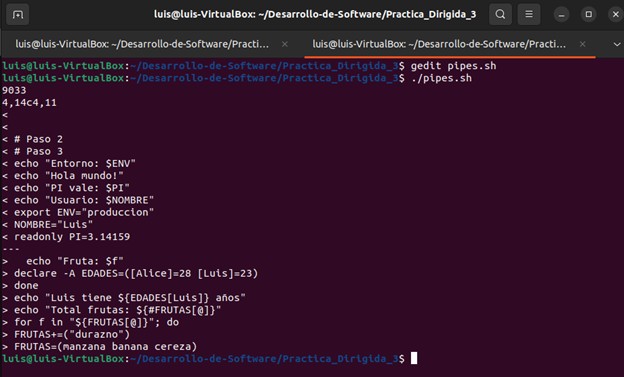 luis@luis-VirtualBox: ~/Desarrollo-de-Software/Practica_Dirigida_3
luis@luis-VirtualBox: ~/Desarrollo-de-Software/Practi...
luis@luis-VirtualBox: ~/Desarrollo-de-Software/Practi...
luis@luis-VirtualBox:~/Desarrollo-de-Software/Practica_Dirigida_3$ gedit pipes.sh
luis@luis-VirtualBox:~/Desarrollo-de-Software/Practica_Dirigida_3$ ./pipes.sh
9033
4,14c4,11
<
<
< # Paso 2
< # Paso 3
< echo "Entorno: $ENV"
< echo "Hola mundo!"
< echo "PI vale: $PI"
< echo "Usuario: $NOMBRE"
< export ENV="produccion"
< NOMBRE="Luis"
< readonly PI=3.14159
---
>   echo "Fruta: $f"
> declare -A EDADES=([Alice]=28 [Luis]=23)
> done
> echo "Luis tiene ${EDADES[Luis]} años"
> echo "Total frutas: ${#FRUTAS[@]}"
> for f in "${FRUTAS[@]}"; do
> FRUTAS+=("durazno")
> FRUTAS=(manzana banana cereza)
luis@luis-VirtualBox:~/Desarrollo-de-Software/Practica_Dirigida_3$